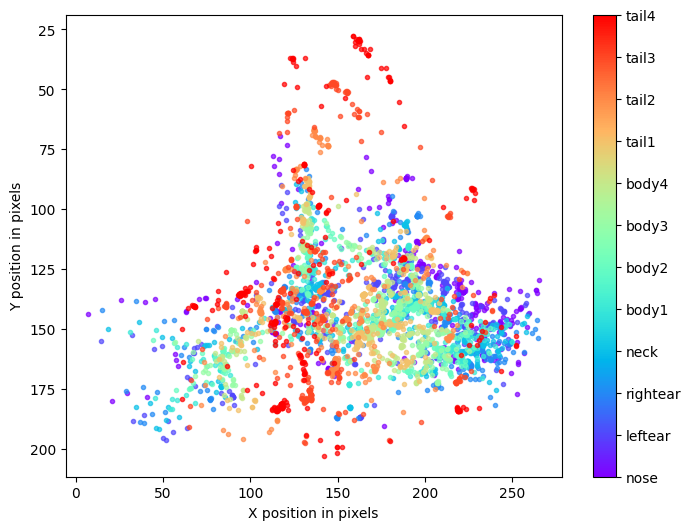 25
50
75
100
125
150
175
200
Y position in pixels
0
50
100
150
200
250
X position in pixels
tail4
tail3
tail2
tail1
body4
body3
body2
body1
neck
rightear
leftear
nose